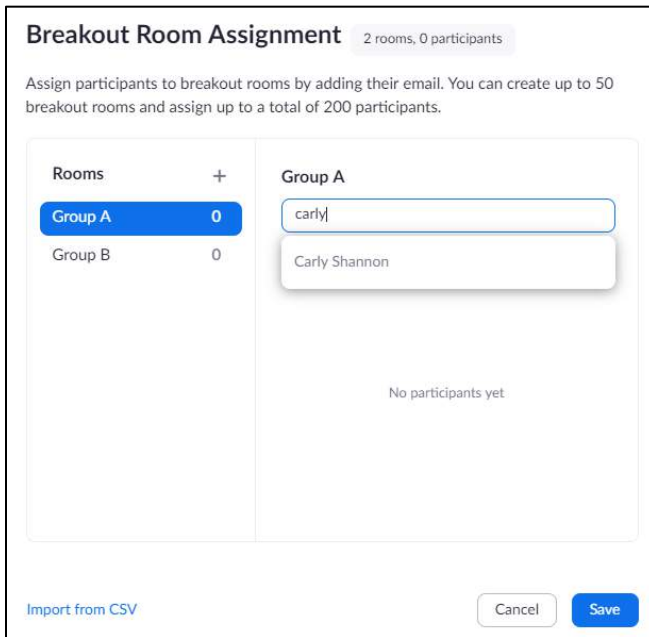 Breakout Room Assignment 2 rooms, 0 participants
Assign participants to breakout rooms by adding their email. You can create up to 50
breakout rooms and assign up to a total of 200 participants.
Rooms +
Group A 0
Group B 0
Group A
carly
Carly Shannon
No participants yet
Import from CSV
Cancel
Save